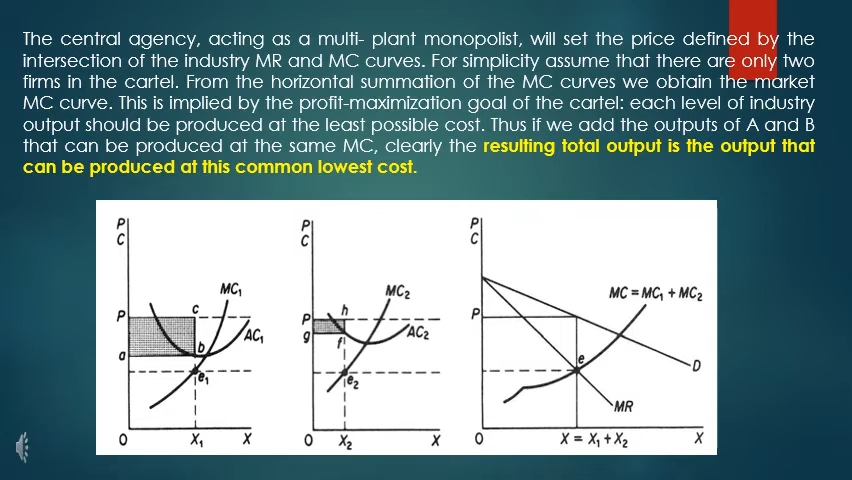 The central agency, acting as a multi- plant monopolist, will set the price defined by the
intersection of the industry MR and MC curves. For simplicity assume that there are only two
firms in the cartel. From the horizontal summation of the MC curves we obtain the market
MC curve. This is implied by the profit-maximization goal of the cartel: each level of industry
output should be produced at the least possible cost. Thus if we add the outputs of A and B
that can be produced at the same MC, clearly the resulting total output is the output that
can be produced at this common lowest cost.
P
C
MC₁
c
P
AC₁
b
a
e₁
O
X₁
X
P
C
MC₂
h
P
g
f
AC₂
e₂
O
X₂
X
P
C
MC = MC₁ + MC₂
P
e
D
MR
O
X = X₁ + X₂
X